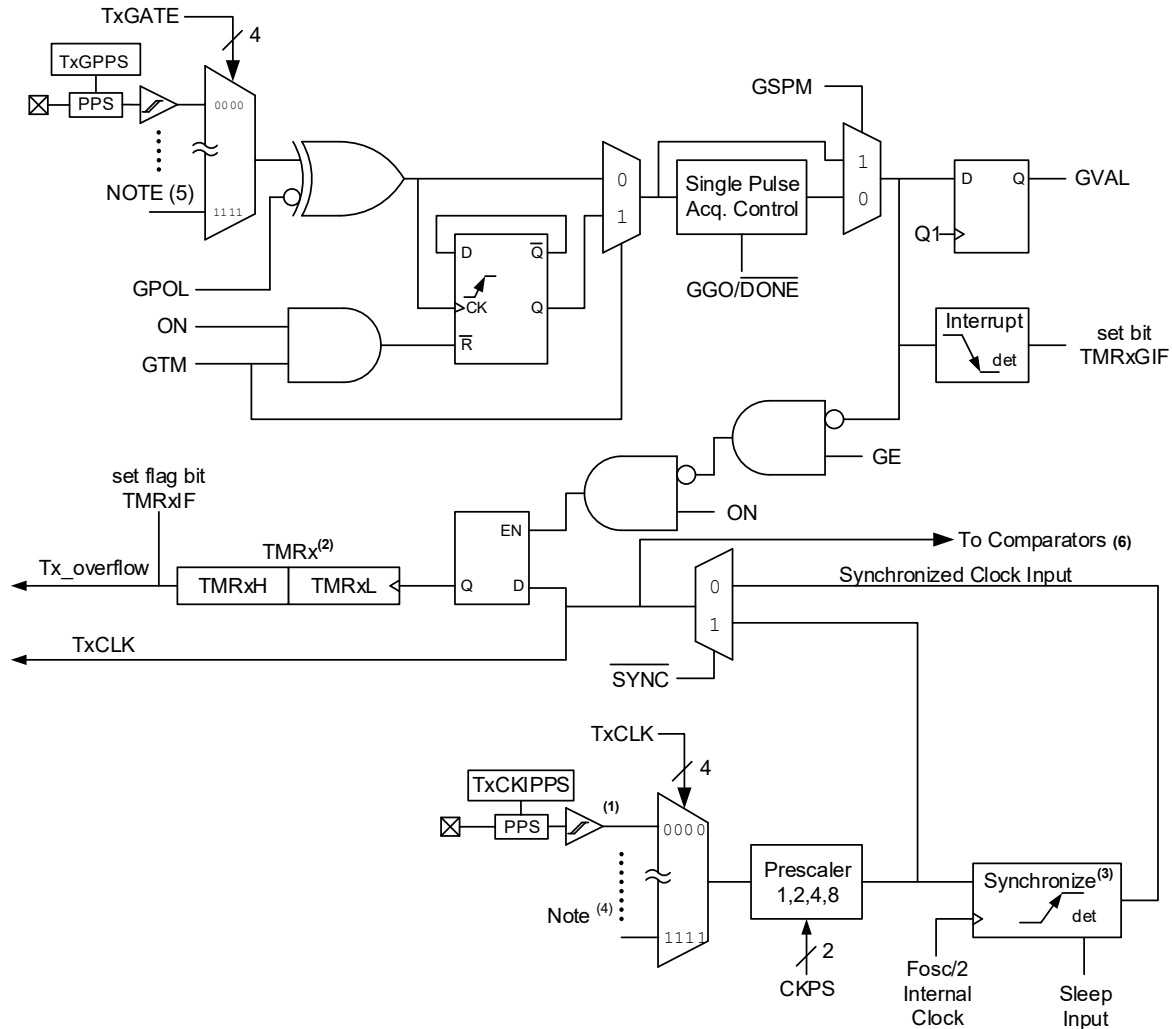 TxGATE
4
TxGPPS
PPS
0000
NOTE (5)
1111
GPOL
ON
GTM
D
Q
CK
Q
R
0
1
Single Pulse
Acq. Control
GGO/DONE
GSPM
1
0
D
Q
Q1
GVAL
Interrupt
det
set bit
TMRxGIF
GE
ON
set flag bit
TMRxIF
TMRx(2)
Tx_overflow
TMRxH
TMRxL
EN
Q
D
To Comparators (6)
Synchronized Clock Input
0
1
TxCLK
SYNC
TxCLK
4
TxCKIPPS
PPS
(1)
0000
Note (4)
1111
Prescaler
1,2,4,8
2
CKPS
Synchronize(3)
det
Fosc/2
Internal
Clock
Sleep
Input